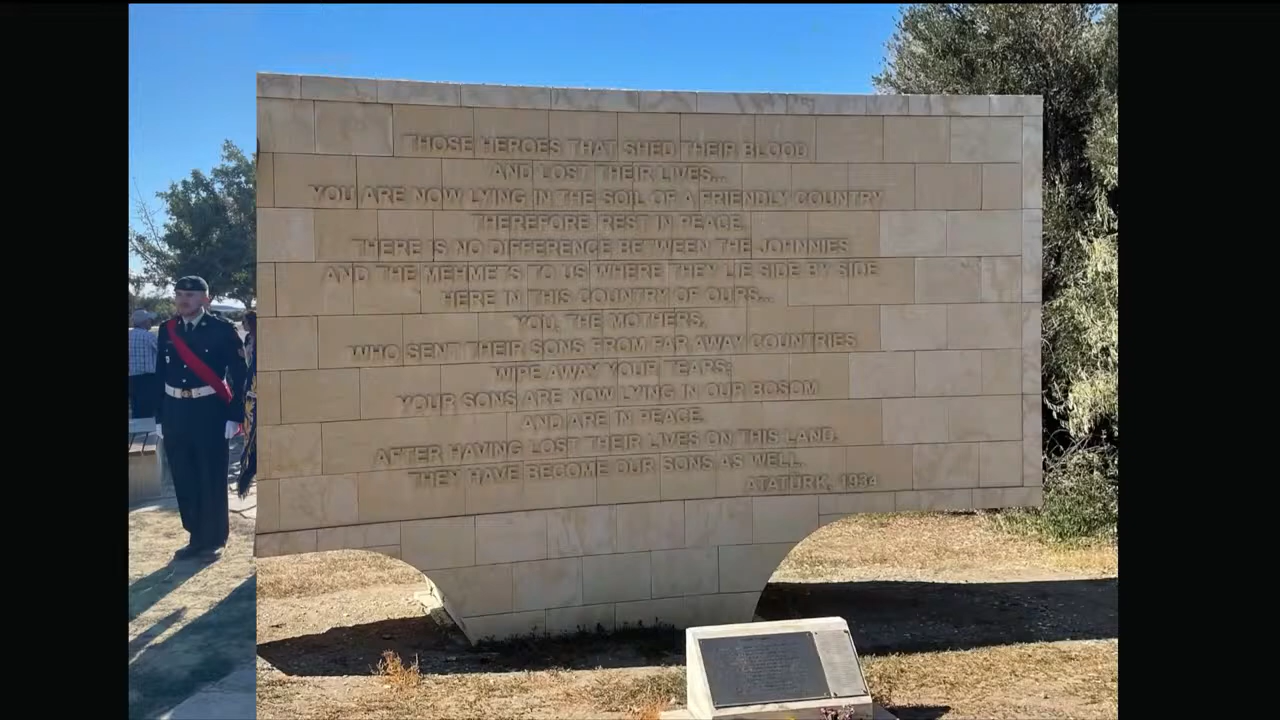 THOSE HEROES THAT SHED THEIR BLOOD
AND LOST THEIR LIVES...
YOU ARE NOW LYING IN THE SOIL OF A FRIENDLY COUNTRY
THEREFORE REST IN PEACE.
THERE IS NO DIFFERENCE BETWEEN THE JOHNNIES
AND THE MEHMETS TO US WHERE THEY LIE SIDE BY SIDE
HERE IN THIS COUNTRY OF OURS...
YOU, THE MOTHERS,
WHO SENT THEIR SONS FROM FAR AWAY COUNTRIES
WIPE AWAY YOUR TEARS;
YOUR SONS ARE NOW LYING IN OUR BOSOM
AND ARE IN PEACE.
AFTER HAVING LOST THEIR LIVES ON THIS LAND.
THEY HAVE BECOME OUR SONS AS WELL.
ATATÜRK, 1934